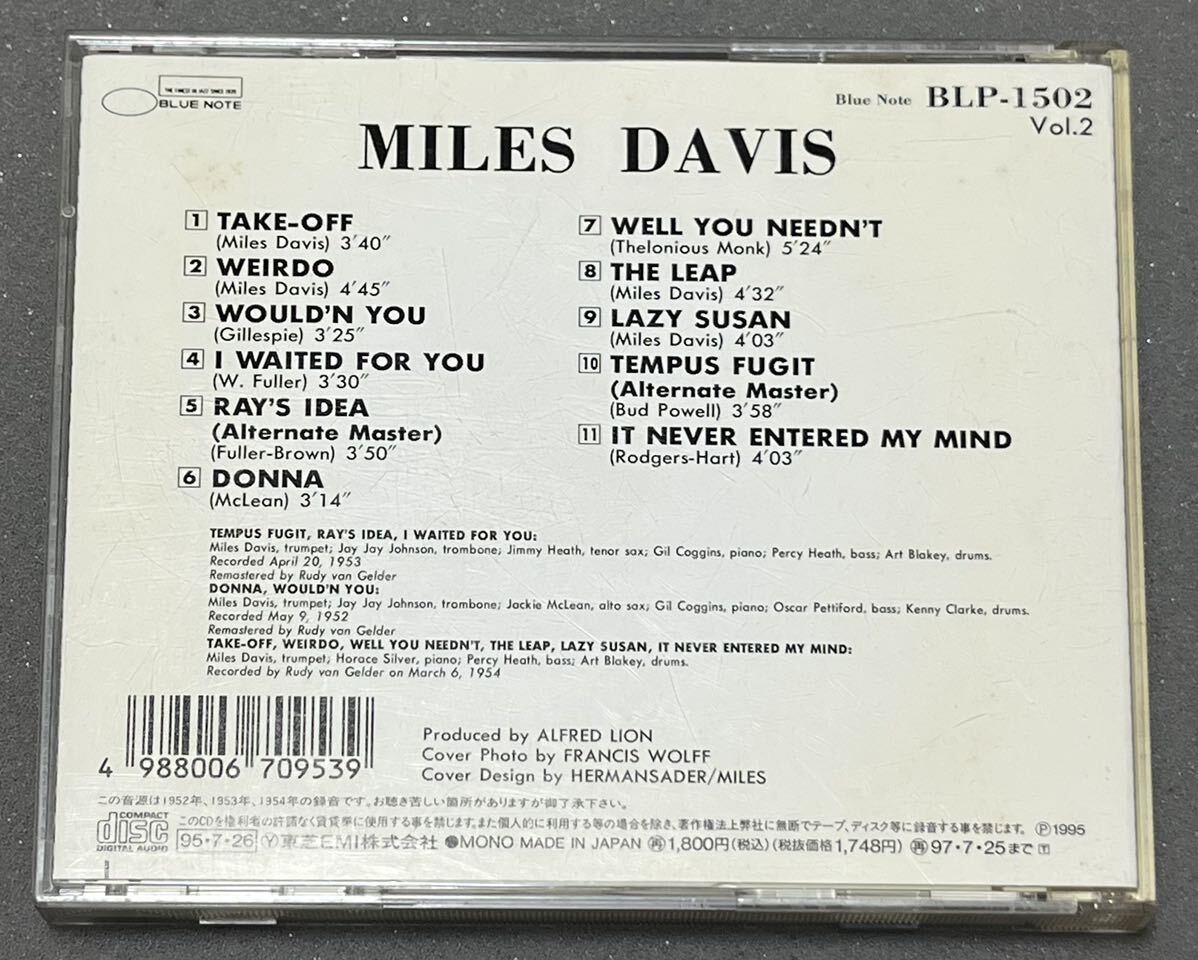 THE FINEST IN JAZZ SINCE 1939
BLUE NOTE
Blue Note BLP-1502
Vol.2
MILES DAVIS
1 TAKE-OFF
(Miles Davis) 3'40"
2 WEIRDO
(Miles Davis) 4'45"
3 WOULD'N YOU
(Gillespie) 3'25"
4 I WAITED FOR YOU
(W. Fuller) 3'30"
5 RAY'S IDEA
(Alternate Master)
(Fuller-Brown) 3'50"
6 DONNA
(McLean) 3'14"
7 WELL YOU NEEDN'T
(Thelonious Monk) 5'24"
8 THE LEAP
(Miles Davis) 4'32"
9 LAZY SUSAN
(Miles Davis) 4'03"
10 TEMPUS FUGIT
(Alternate Master)
(Bud Powell) 3'58"
11 IT NEVER ENTERED MY MIND
(Rodgers-Hart) 4'03"
TEMPUS FUGIT, RAY'S IDEA, I WAITED FOR YOU:
Miles Davis, trumpet; Jay Jay Johnson, trombone; Jimmy Heath, tenor sax; Gil Coggins, piano; Percy Heath, bass; Art Blakey, drums.
Recorded April 20, 1953
Remastered by Rudy van Gelder
DONNA, WOULD'N YOU:
Miles Davis, trumpet; Jay Jay Johnson, trombone; Jackie McLean, alto sax; Gil Coggins, piano; Oscar Pettiford, bass; Kenny Clarke, drums.
Recorded May 9, 1952
Remastered by Rudy van Gelder
TAKE-OFF, WEIRDO, WELL YOU NEEDN'T, THE LEAP, LAZY SUSAN, IT NEVER ENTERED MY MIND:
Miles Davis, trumpet; Horace Silver, piano; Percy Heath, bass; Art Blakey, drums.
Recorded by Rudy van Gelder on March 6, 1954
4 988006 709539
Produced by ALFRED LION
Cover Photo by FRANCIS WOLFF
Cover Design by HERMANSADER/MILES
この音源は1952年、1953年、1954年の録音です。お聴き苦しい箇所がありますが御了承下さい。
COMPACT disc DIGITAL AUDIO
このCDを権利者の許諾なく賃貸業に使用する事を禁じます。また個人的に利用する等の場合を除き、著作権法上弊社に無断でテープ、ディスク等に録音する事を禁じます。 Ⓟ1995
95・7・26 Ⓨ東芝EMI株式会社 ●MONO MADE IN JAPAN ㊢1,800円(税込)(税抜価格1,748円) ㊢97・7・25まで